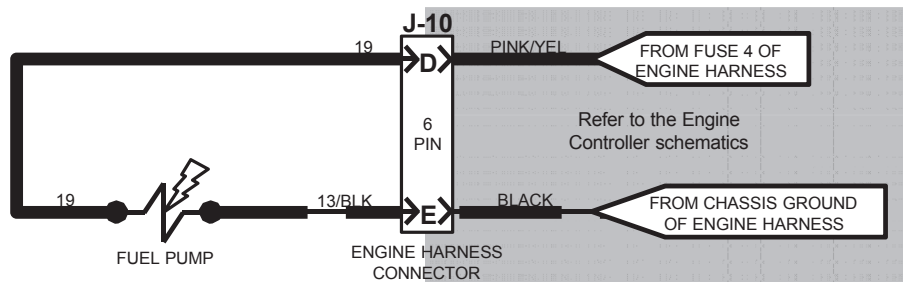 J-10
19
D
PINK/YEL
FROM FUSE 4 OF
ENGINE HARNESS
6
PIN
Refer to the Engine
Controller schematics
19
13/BLK
E
BLACK
FROM CHASSIS GROUND
OF ENGINE HARNESS
FUEL PUMP
ENGINE HARNESS
CONNECTOR